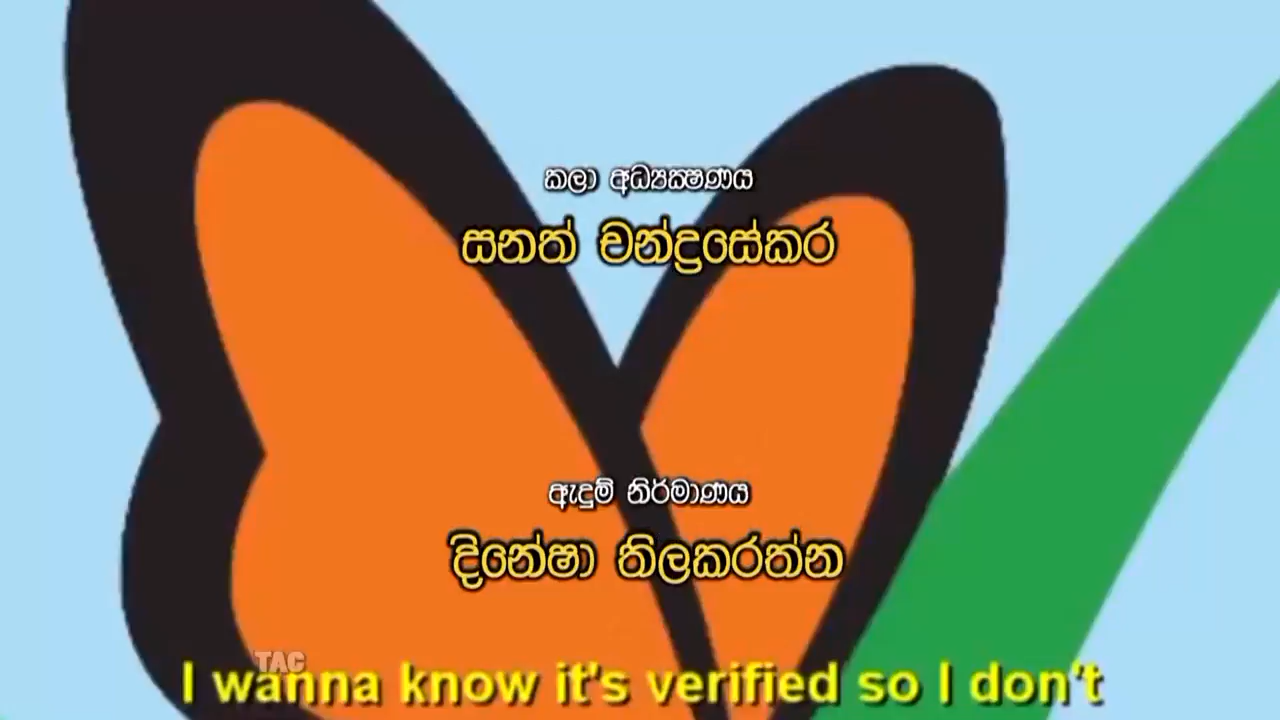 කලා අධ්‍යක්ෂණය
සනත් චන්ද්‍රසේකර
ඇඳුම් නිර්මාණය
දිනේෂා තිලකරත්න
TAC
I wanna know it's verified so I don't